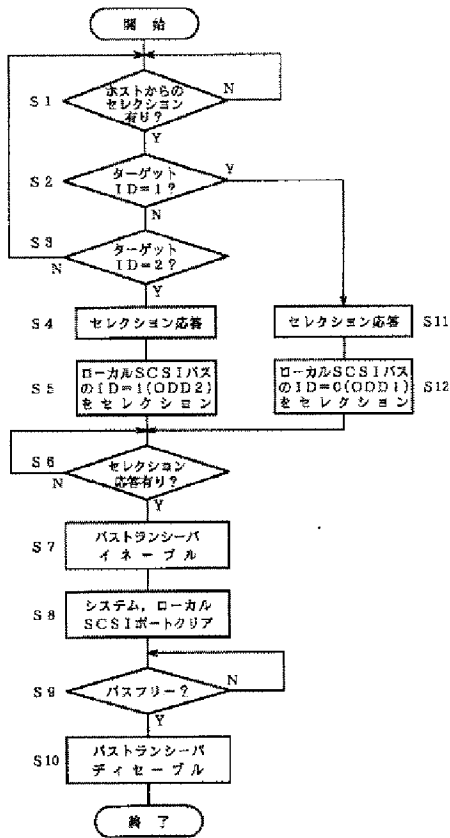 開始
S1
ホストからの
セレクション
有り?
N
Y
S2
ターゲット
ID=1?
Y
N
S3
ターゲット
ID=2?
N
Y
S4
セレクション応答
セレクション応答
S11
S5
ローカルSCSIバス
のID=1(ODD2)
をセレクション
ローカルSCSIバス
のID=0(ODD1)
をセレクション
S12
S6
セレクション
応答有り?
N
Y
S7
バストランシーバ
イネーブル
S8
システム,ローカル
SCSIポートクリア
S9
バスフリー?
N
Y
S10
バストランシーバ
ディセーブル
終了